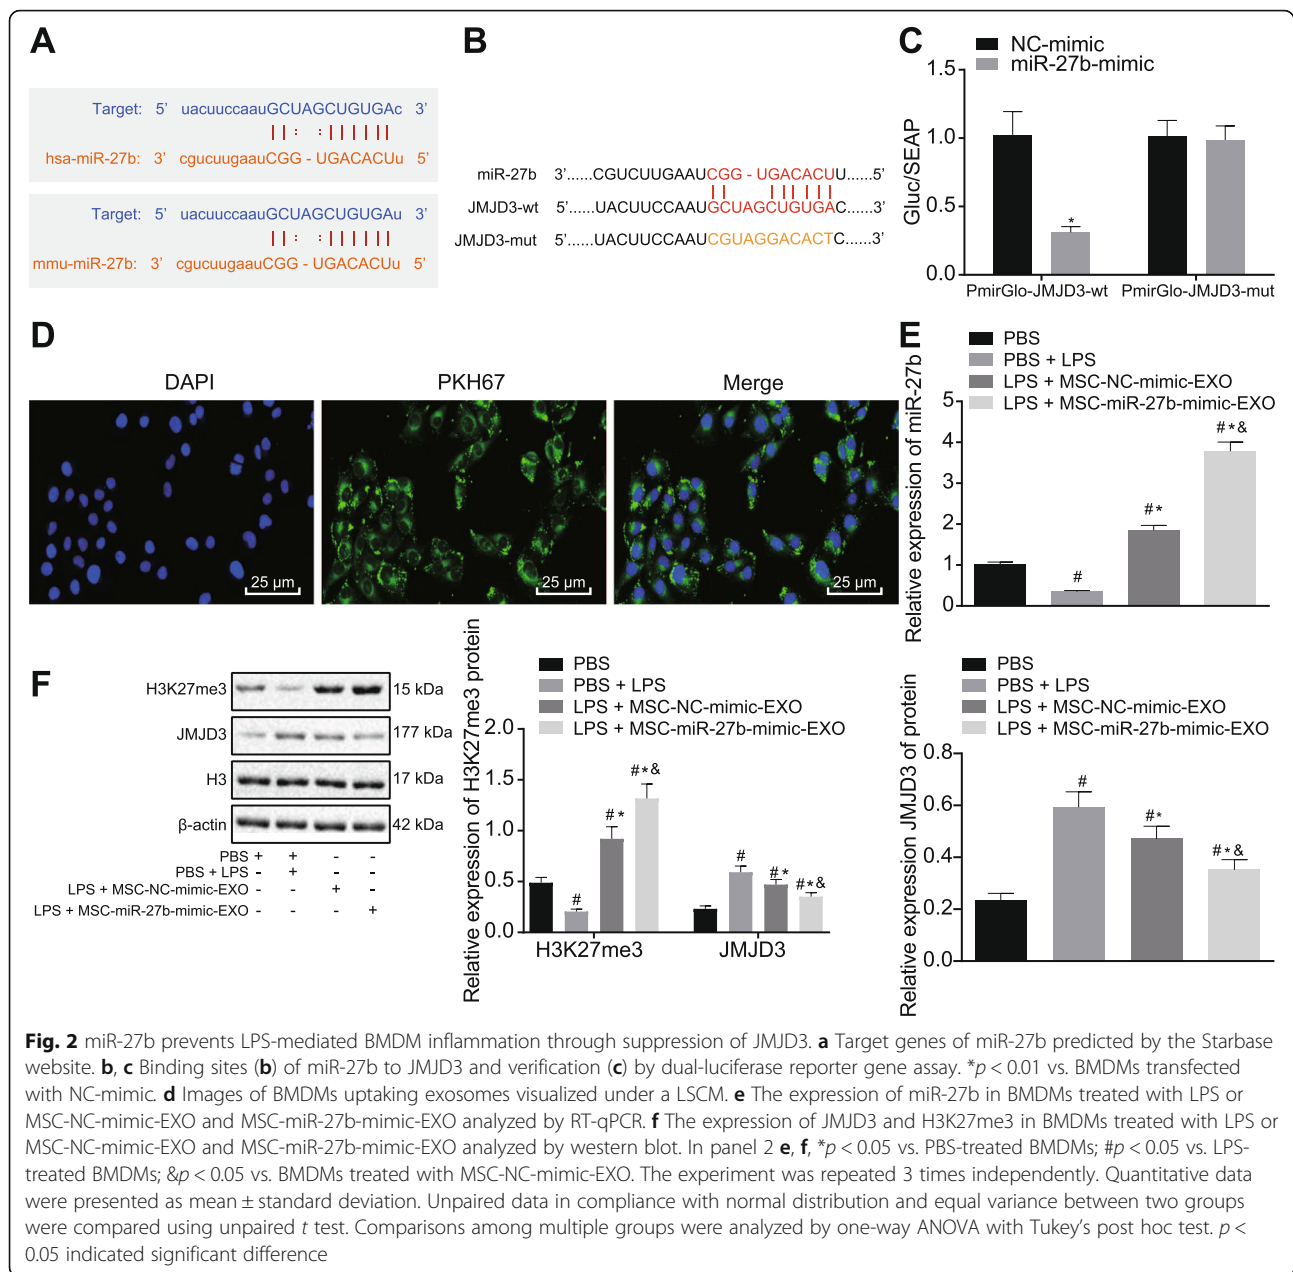 A
Target: 5' uacuuccaauGCUAGCUGUGAc 3'
hsa-miR-27b: 3' cgucuugaauCGG - UGACACUu 5'
Target: 5' uacuuccaauGCUAGCUGUGAu 3'
mmu-miR-27b: 3' cgucuugaauCGG - UGACACUu 5'
B
miR-27b 3'......CGUCUUGAAUCGG - UGACACUU......5'
JMJD3-wt 5'.....UACUUCCAAUGCUAGCUGUGAC......3'
JMJD3-mut 5'.....UACUUCCAAUCGUAGGACACTC......3'
C
NC-mimic
miR-27b-mimic
Gluc/SEAP
1.5
1.0
0.5
0.0
*
PmirGlo-JMJD3-wt PmirGlo-JMJD3-mut
D
DAPI PKH67 Merge
25 µm 25 µm 25 µm
E
PBS
PBS + LPS
LPS + MSC-NC-mimic-EXO
LPS + MSC-miR-27b-mimic-EXO
Relative expression of miR-27b
5
4
3
2
1
0
# #* #*&
F
H3K27me3 15 kDa
JMJD3 177 kDa
H3 17 kDa
β-actin 42 kDa
PBS + + - -
PBS + LPS - + - -
LPS + MSC-NC-mimic-EXO - - + -
LPS + MSC-miR-27b-mimic-EXO - - - +
Relative expression of H3K27me3 protein
PBS
PBS + LPS
LPS + MSC-NC-mimic-EXO
LPS + MSC-miR-27b-mimic-EXO
2.0
1.5
1.0
0.5
0.0
# #* #*& # #* #*&
H3K27me3 JMJD3
Relative expression JMJD3 of protein
PBS
PBS + LPS
LPS + MSC-NC-mimic-EXO
LPS + MSC-miR-27b-mimic-EXO
0.8
0.6
0.4
0.2
0.0
# #* #*&
Fig. 2 miR-27b prevents LPS-mediated BMDM inflammation through suppression of JMJD3. a Target genes of miR-27b predicted by the Starbase
website. b, c Binding sites (b) of miR-27b to JMJD3 and verification (c) by dual-luciferase reporter gene assay. *p < 0.01 vs. BMDMs transfected
with NC-mimic. d Images of BMDMs uptaking exosomes visualized under a LSCM. e The expression of miR-27b in BMDMs treated with LPS or
MSC-NC-mimic-EXO and MSC-miR-27b-mimic-EXO analyzed by RT-qPCR. f The expression of JMJD3 and H3K27me3 in BMDMs treated with LPS or
MSC-NC-mimic-EXO and MSC-miR-27b-mimic-EXO analyzed by western blot. In panel 2 e, f, *p < 0.05 vs. PBS-treated BMDMs; #p < 0.05 vs. LPS-
treated BMDMs; &p < 0.05 vs. BMDMs treated with MSC-NC-mimic-EXO. The experiment was repeated 3 times independently. Quantitative data
were presented as mean ± standard deviation. Unpaired data in compliance with normal distribution and equal variance between two groups
were compared using unpaired t test. Comparisons among multiple groups were analyzed by one-way ANOVA with Tukey's post hoc test. p <
0.05 indicated significant difference